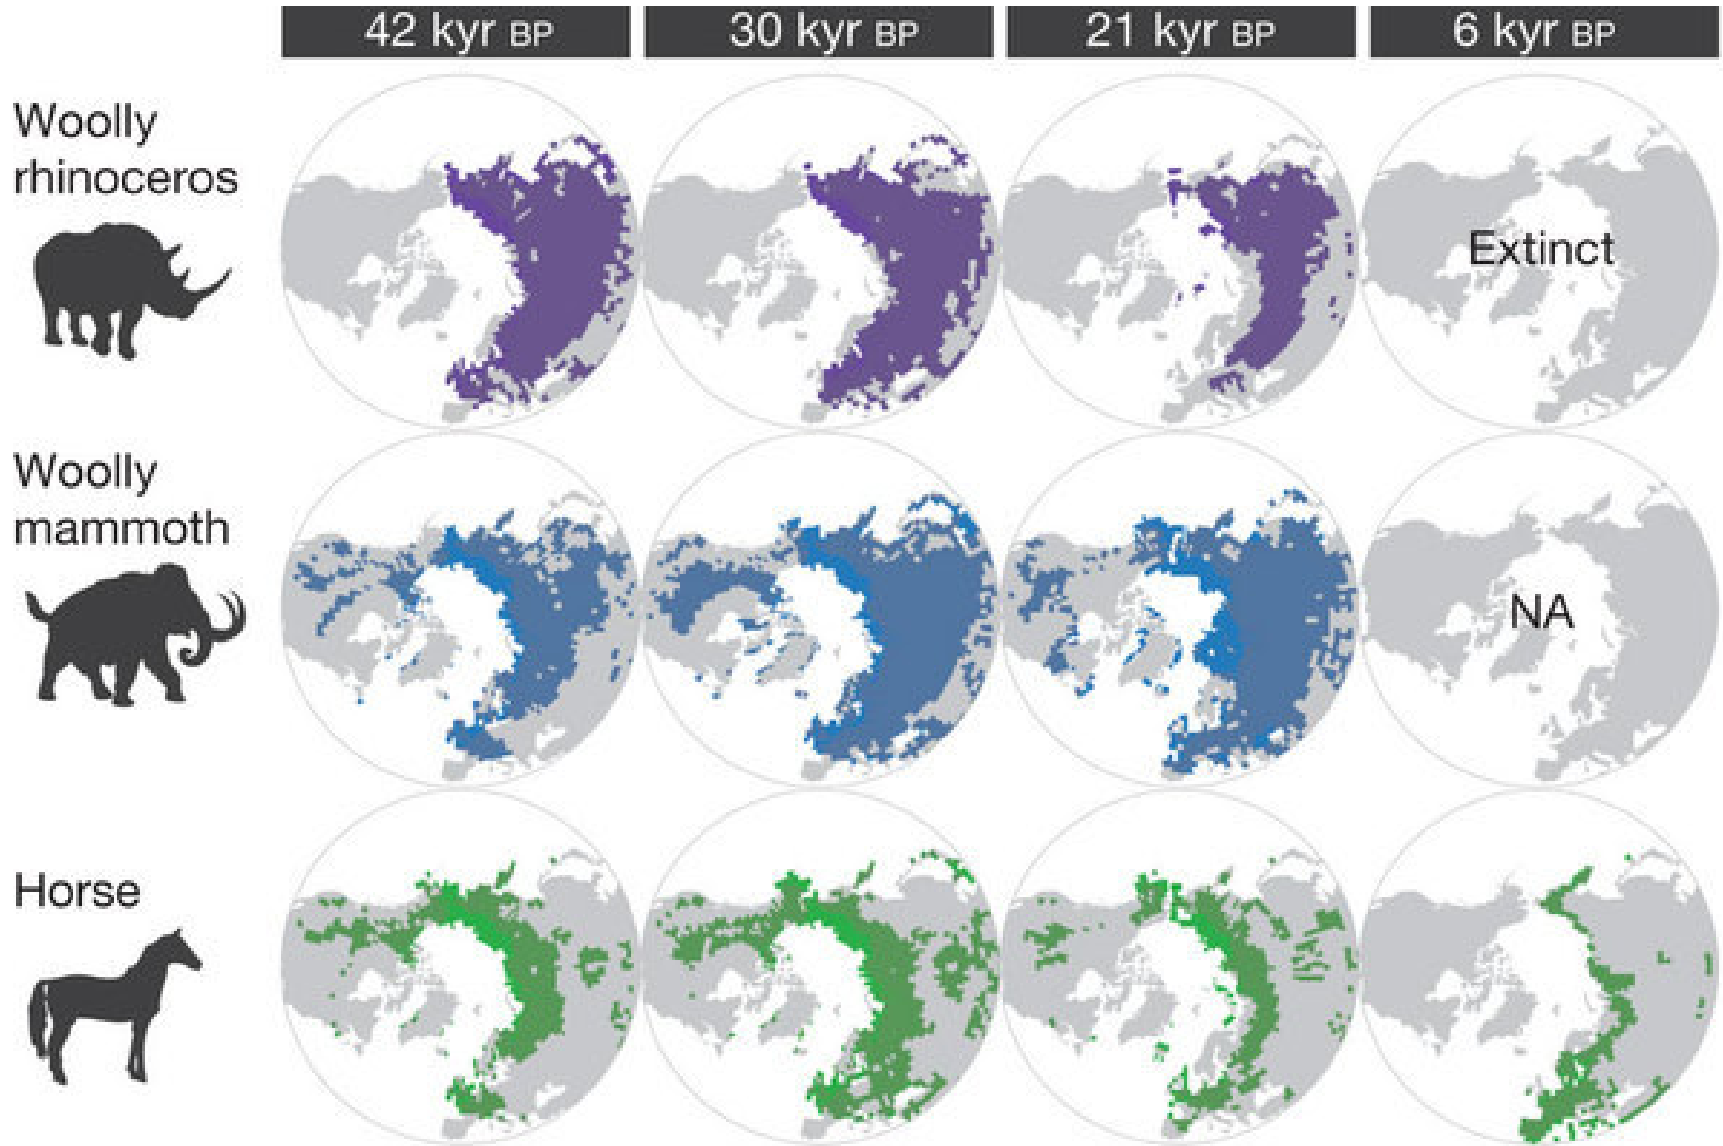 42 kyr BP
30 kyr BP
21 kyr BP
6 kyr BP
Woolly
rhinoceros
Extinct
Woolly
mammoth
NA
Horse